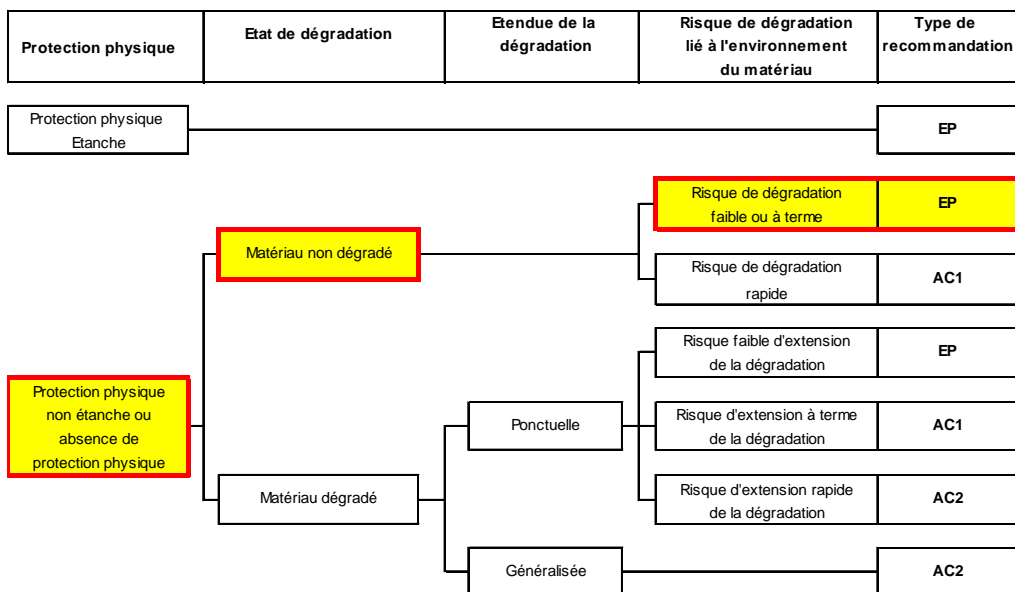 Protection physique
Etat de dégradation
Etendue de la
dégradation
Risque de dégradation
lié à l'environnement
du matériau
Type de
recommandation
Protection physique
Etanche
EP
Risque de dégradation
faible ou à terme
EP
Matériau non dégradé
Risque de dégradation
rapide
AC1
Risque faible d'extension
de la dégradation
EP
Protection physique
non étanche ou
absence de
protection physique
Ponctuelle
Risque d'extension à terme
de la dégradation
AC1
Matériau dégradé
Risque d'extension rapide
de la dégradation
AC2
Généralisée
AC2